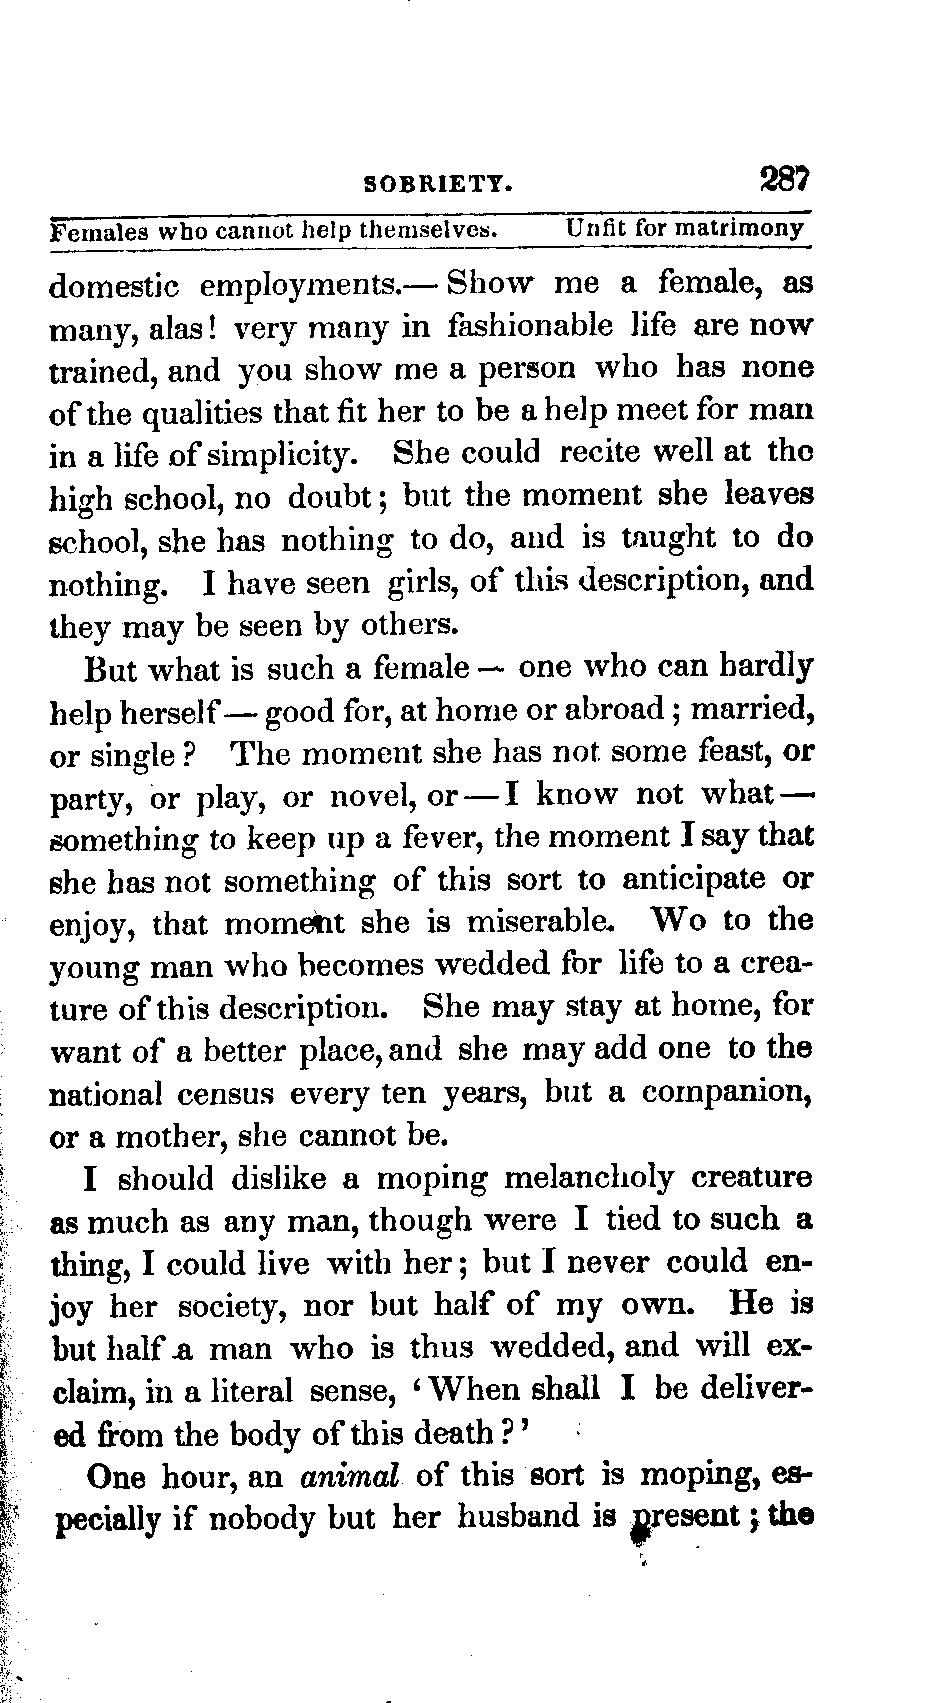 SOBRIETY. 287
Females who cannot help themselves. Unfit for matrimony
domestic employments.— Show me a female, as
many, alas! very many in fashionable life are now
trained, and you show me a person who has none
of the qualities that fit her to be a help meet for man
in a life of simplicity. She could recite well at the
high school, no doubt; but the moment she leaves
school, she has nothing to do, and is taught to do
nothing. I have seen girls, of this description, and
they may be seen by others.
But what is such a female — one who can hardly
help herself — good for, at home or abroad; married,
or single? The moment she has not some feast, or
party, or play, or novel, or — I know not what —
something to keep up a fever, the moment I say that
she has not something of this sort to anticipate or
enjoy, that moment she is miserable. Wo to the
young man who becomes wedded for life to a crea-
ture of this description. She may stay at home, for
want of a better place, and she may add one to the
national census every ten years, but a companion,
or a mother, she cannot be.
I should dislike a moping melancholy creature
as much as any man, though were I tied to such a
thing, I could live with her; but I never could en-
joy her society, nor but half of my own. He is
but half a man who is thus wedded, and will ex-
claim, in a literal sense, ‘When shall I be deliver-
ed from the body of this death?’
One hour, an animal of this sort is moping, es-
pecially if nobody but her husband is present; the